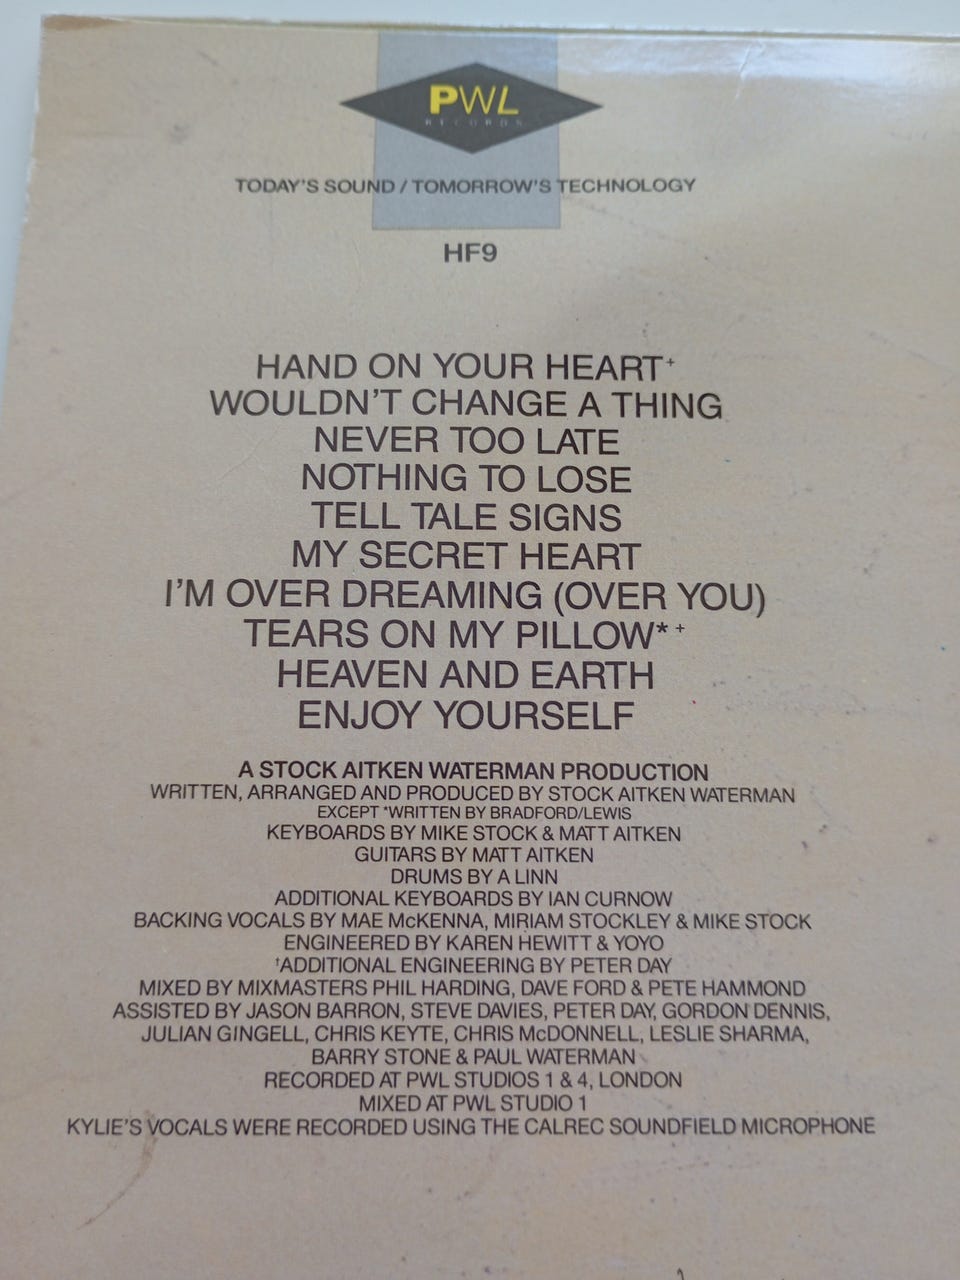 PWL
RECORDS
TODAY'S SOUND / TOMORROW'S TECHNOLOGY
HF9
HAND ON YOUR HEART+
WOULDN'T CHANGE A THING
NEVER TOO LATE
NOTHING TO LOSE
TELL TALE SIGNS
MY SECRET HEART
I'M OVER DREAMING (OVER YOU)
TEARS ON MY PILLOW* +
HEAVEN AND EARTH
ENJOY YOURSELF
A STOCK AITKEN WATERMAN PRODUCTION
WRITTEN, ARRANGED AND PRODUCED BY STOCK AITKEN WATERMAN
EXCEPT *WRITTEN BY BRADFORD/LEWIS
KEYBOARDS BY MIKE STOCK & MATT AITKEN
GUITARS BY MATT AITKEN
DRUMS BY A LINN
ADDITIONAL KEYBOARDS BY IAN CURNOW
BACKING VOCALS BY MAE McKENNA, MIRIAM STOCKLEY & MIKE STOCK
ENGINEERED BY KAREN HEWITT & YOYO
†ADDITIONAL ENGINEERING BY PETER DAY
MIXED BY MIXMASTERS PHIL HARDING, DAVE FORD & PETE HAMMOND
ASSISTED BY JASON BARRON, STEVE DAVIES, PETER DAY, GORDON DENNIS,
JULIAN GINGELL, CHRIS KEYTE, CHRIS McDONNELL, LESLIE SHARMA,
BARRY STONE & PAUL WATERMAN
RECORDED AT PWL STUDIOS 1 & 4, LONDON
MIXED AT PWL STUDIO 1
KYLIE'S VOCALS WERE RECORDED USING THE CALREC SOUNDFIELD MICROPHONE